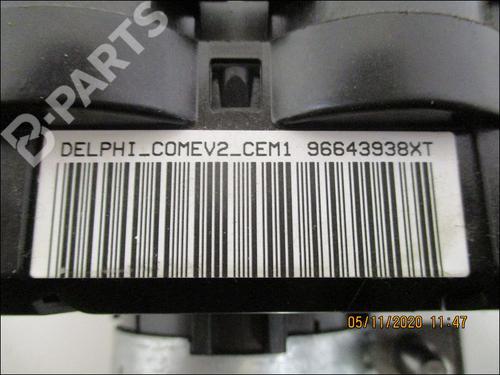 B-PARTS
DELPHI_COMEV2_CEM1 96643938XT
05/11/2020 11:47